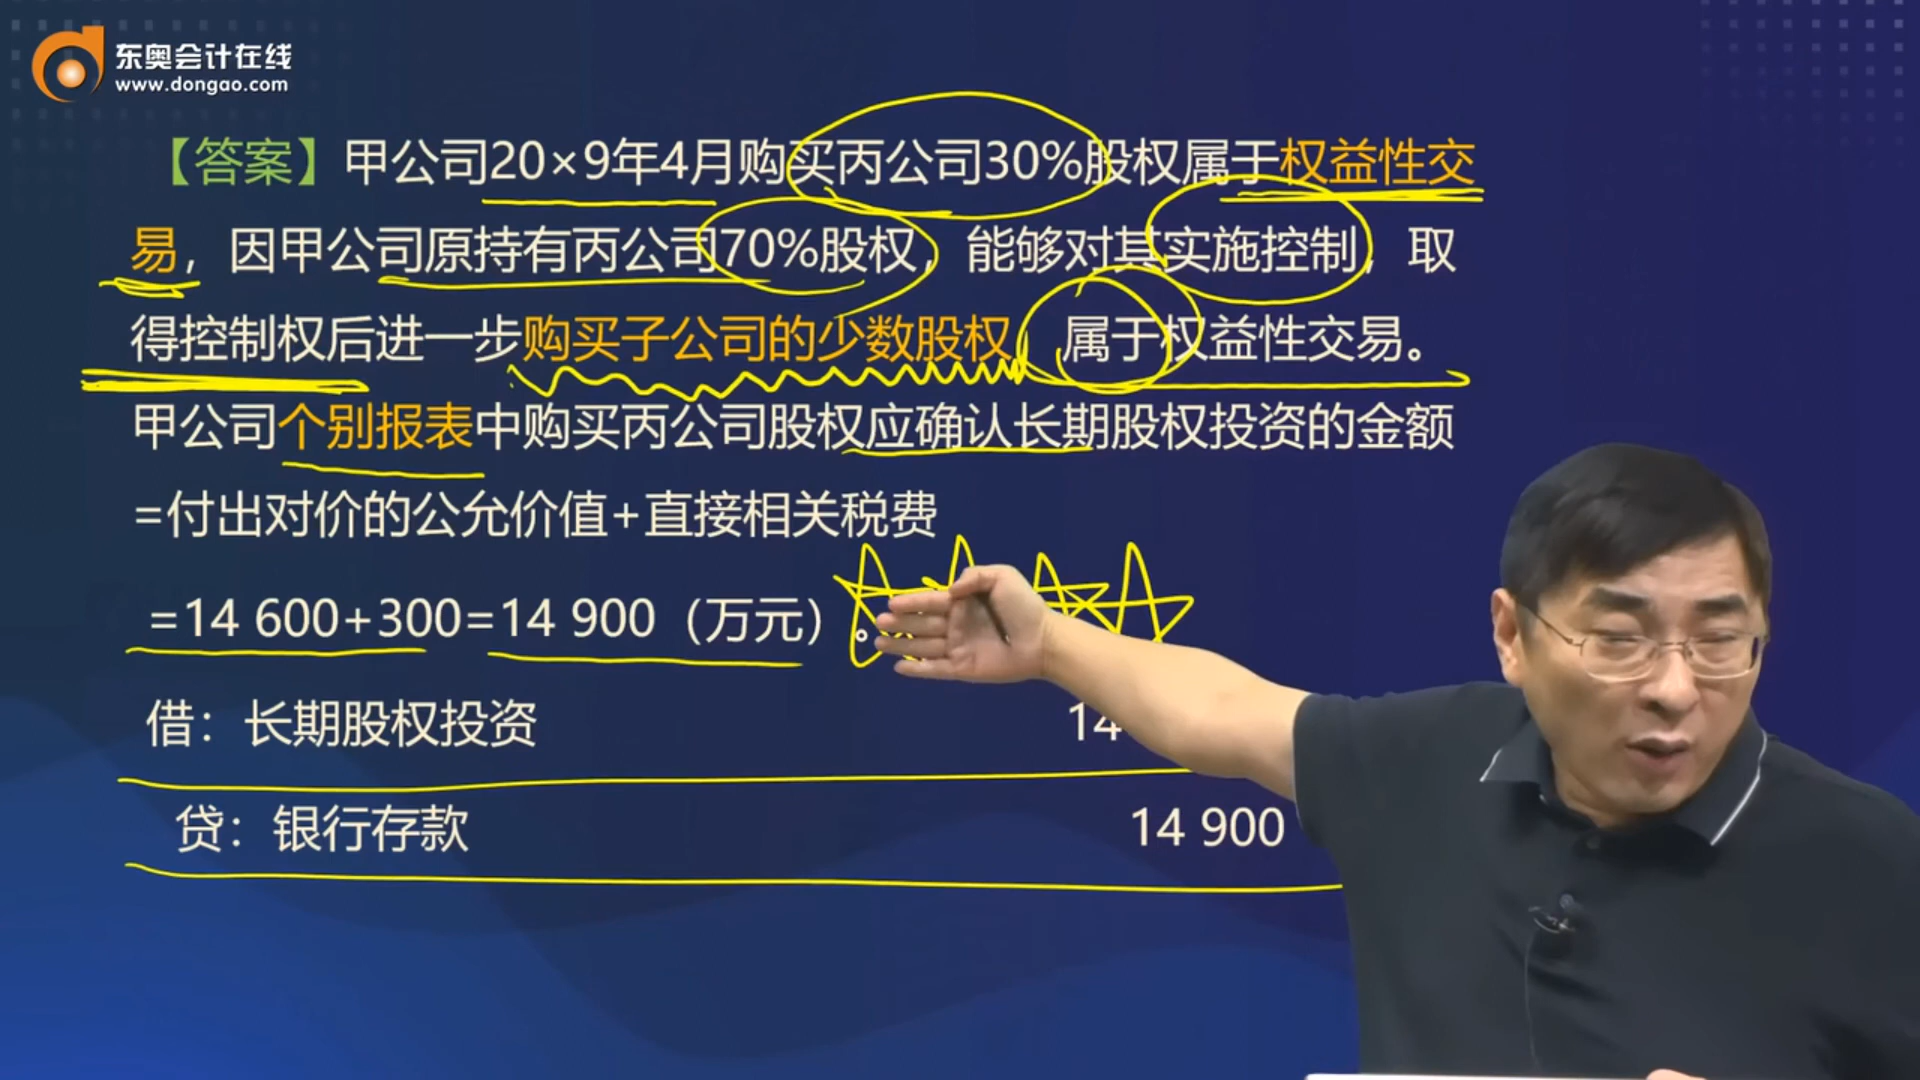 东奥会计在线
www.dongao.com
【答案】甲公司20×9年4月购买丙公司30%股权属于权益性交
易，因甲公司原持有丙公司70%股权，能够对其实施控制，取
得控制权后进一步购买子公司的少数股权，属于权益性交易。
甲公司个别报表中购买丙公司股权应确认长期股权投资的金额
=付出对价的公允价值+直接相关税费
=14 600+300=14 900（万元）。
借：长期股权投资 14
贷：银行存款 14 900